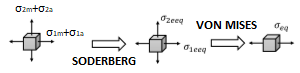 σ2m+σ2a
σ1m+σ1a
SODERBERG
σ2eeq
σ1eeq
VON MISES
σeq